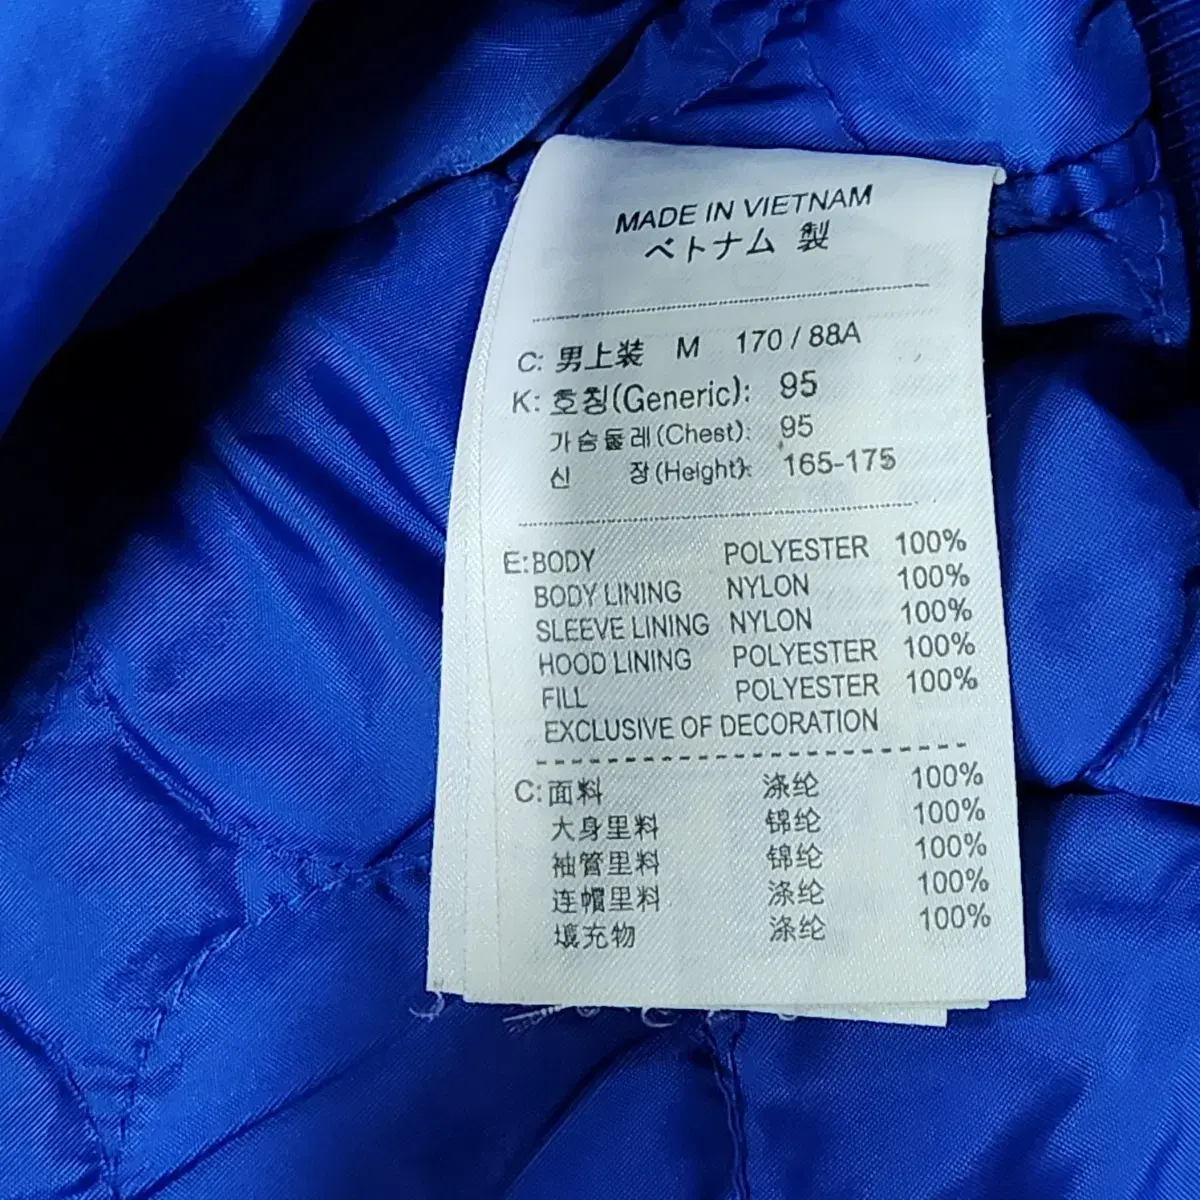 MADE IN VIETNAM
ベトナム 製
C: 男上装 M 170 / 88A
K: 호칭(Generic): 95
가슴둘레(Chest): 95
신 장(Height): 165-175
E: BODY POLYESTER 100%
BODY LINING NYLON 100%
SLEEVE LINING NYLON 100%
HOOD LINING POLYESTER 100%
FILL POLYESTER 100%
EXCLUSIVE OF DECORATION
C: 面料 涤纶 100%
大身里料 锦纶 100%
袖管里料 锦纶 100%
连帽里料 涤纶 100%
填充物 涤纶 100%